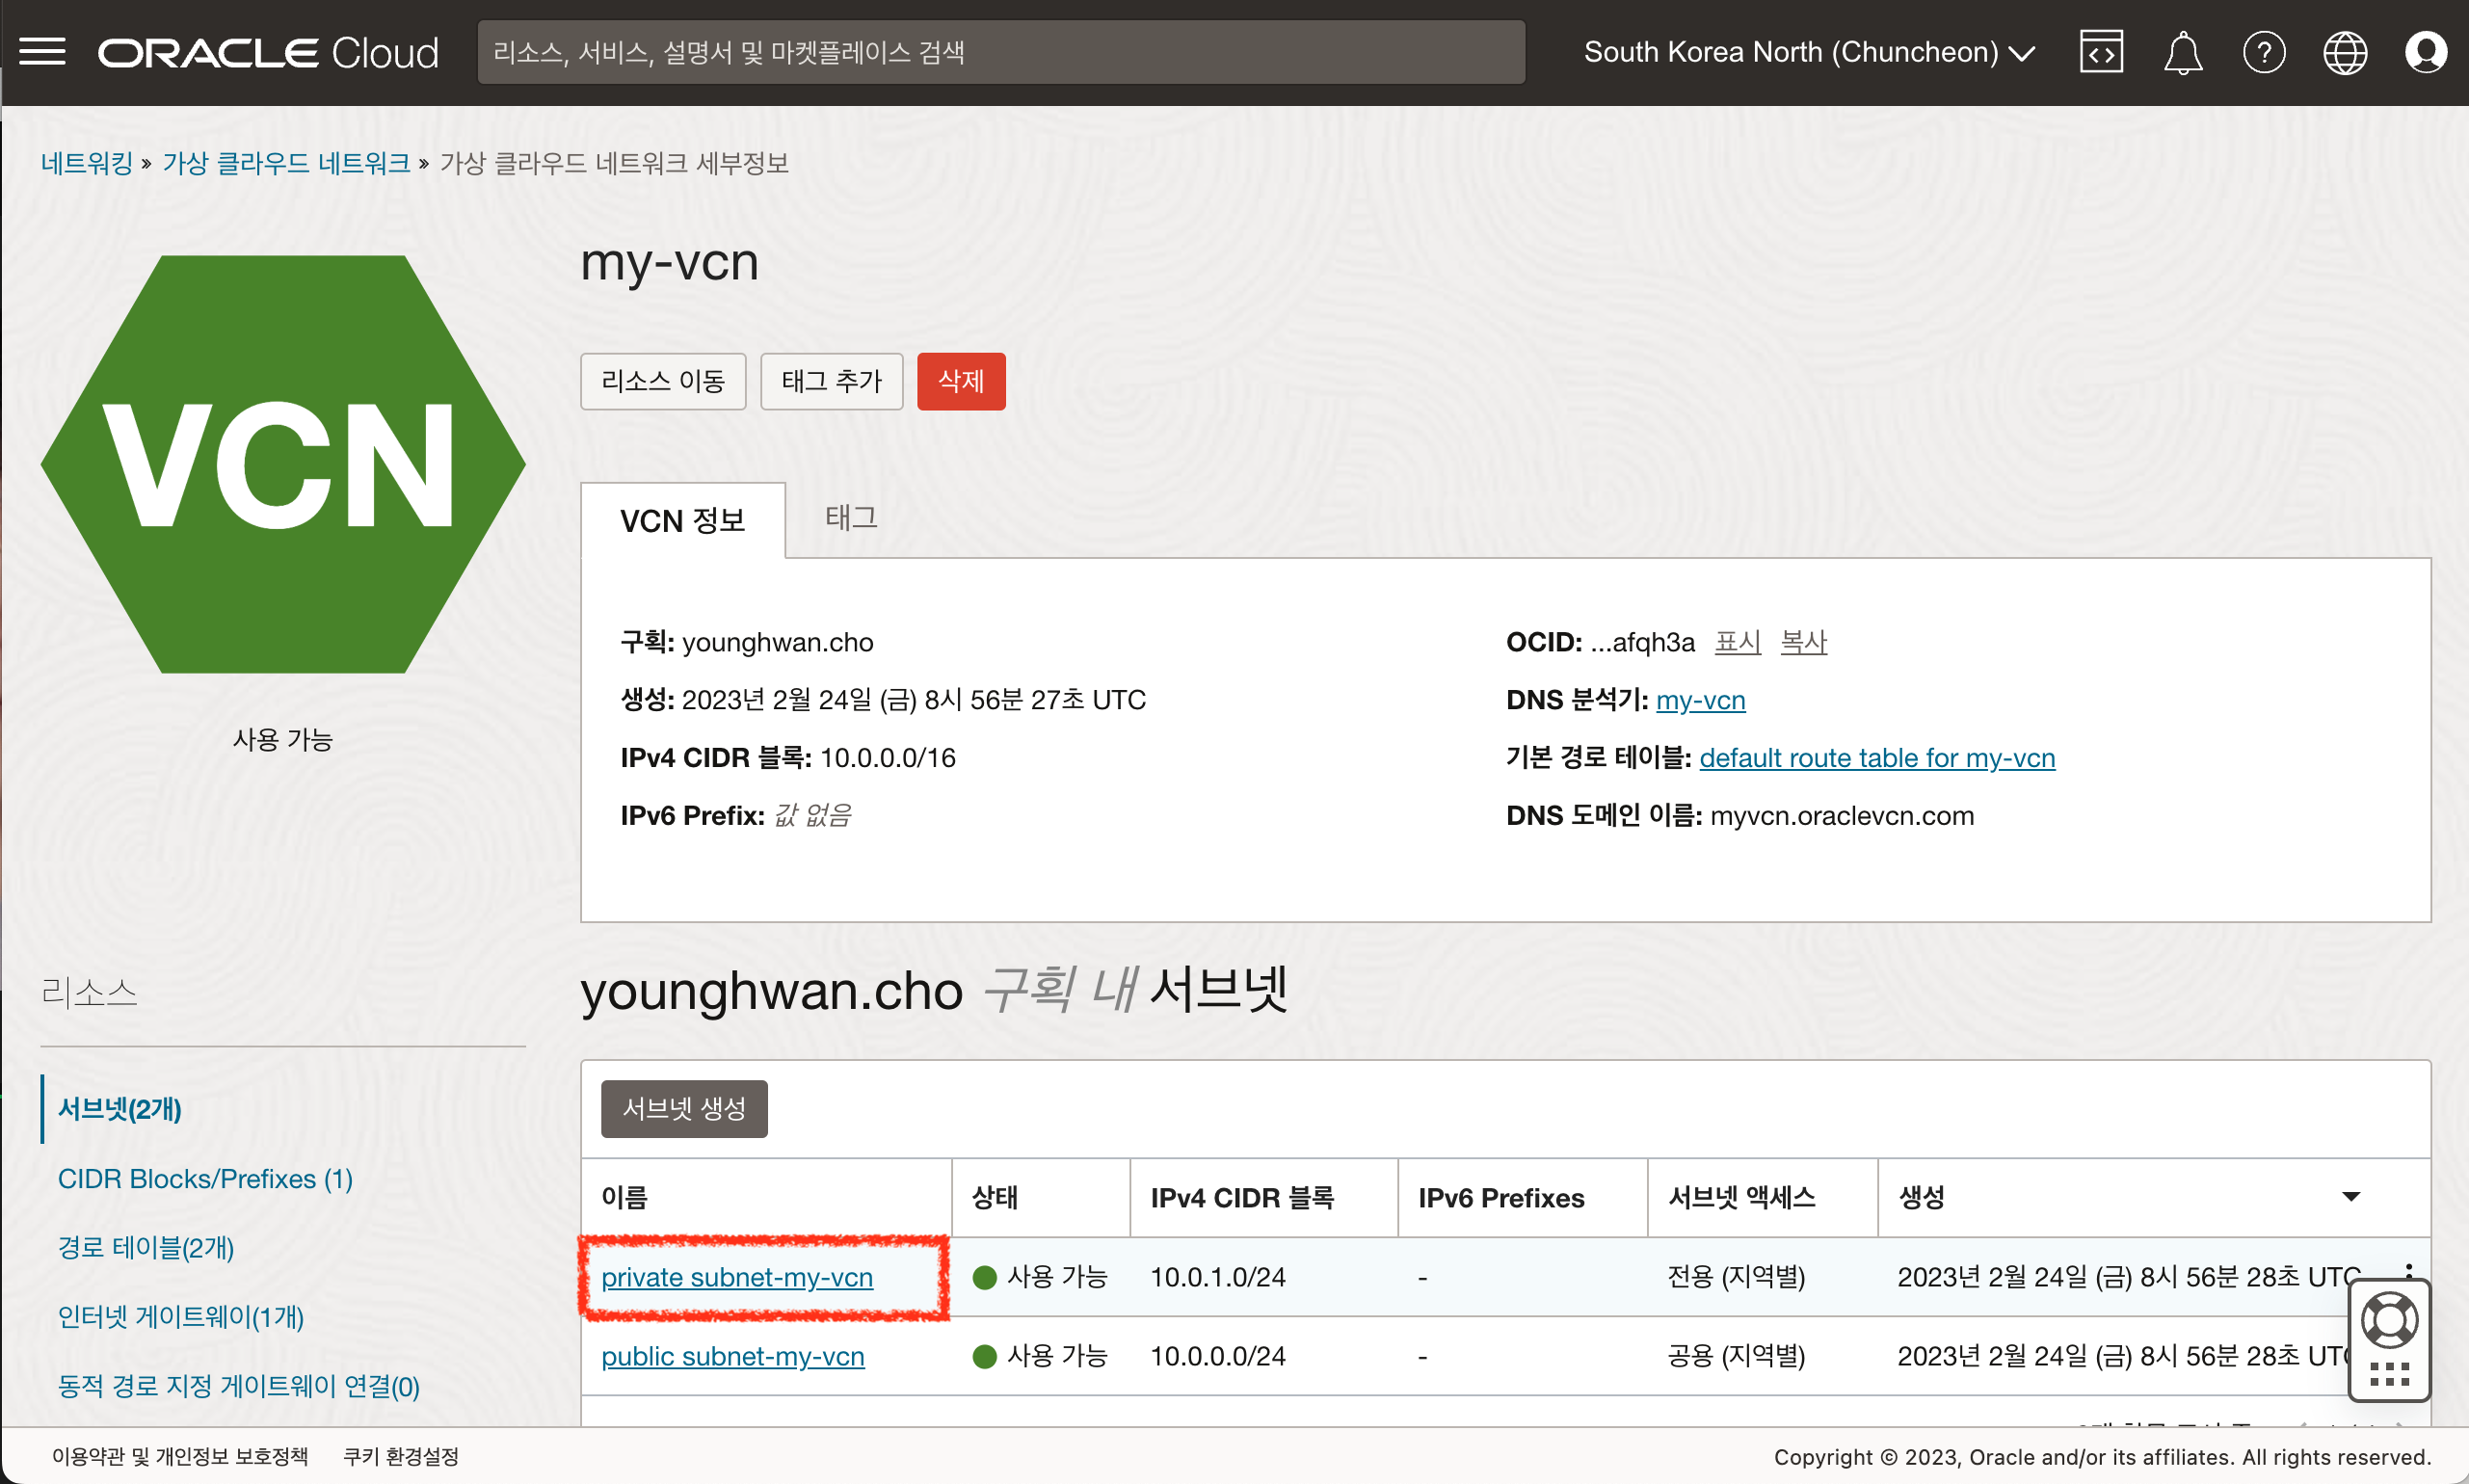 ORACLE Cloud
리소스, 서비스, 설명서 및 마켓플레이스 검색
South Korea North (Chuncheon)
네트워킹 » 가상 클라우드 네트워크 » 가상 클라우드 네트워크 세부정보
VCN
사용 가능
my-vcn
리소스 이동 태그 추가 삭제
VCN 정보 태그
구획: younghwan.cho
생성: 2023년 2월 24일 (금) 8시 56분 27초 UTC
IPv4 CIDR 블록: 10.0.0.0/16
IPv6 Prefix: 값 없음
OCID: ...afqh3a 표시 복사
DNS 분석기: my-vcn
기본 경로 테이블: default route table for my-vcn
DNS 도메인 이름: myvcn.oraclevcn.com
리소스
서브넷(2개)
CIDR Blocks/Prefixes (1)
경로 테이블(2개)
인터넷 게이트웨이(1개)
동적 경로 지정 게이트웨이 연결(0)
younghwan.cho 구획 내 서브넷
서브넷 생성
이름 상태 IPv4 CIDR 블록 IPv6 Prefixes 서브넷 액세스 생성
private subnet-my-vcn 사용 가능 10.0.1.0/24 - 전용 (지역별) 2023년 2월 24일 (금) 8시 56분 28초 UTC
public subnet-my-vcn 사용 가능 10.0.0.0/24 - 공용 (지역별) 2023년 2월 24일 (금) 8시 56분 28초 UTC
이용약관 및 개인정보 보호정책 쿠키 환경설정
Copyright © 2023, Oracle and/or its affiliates. All rights reserved.